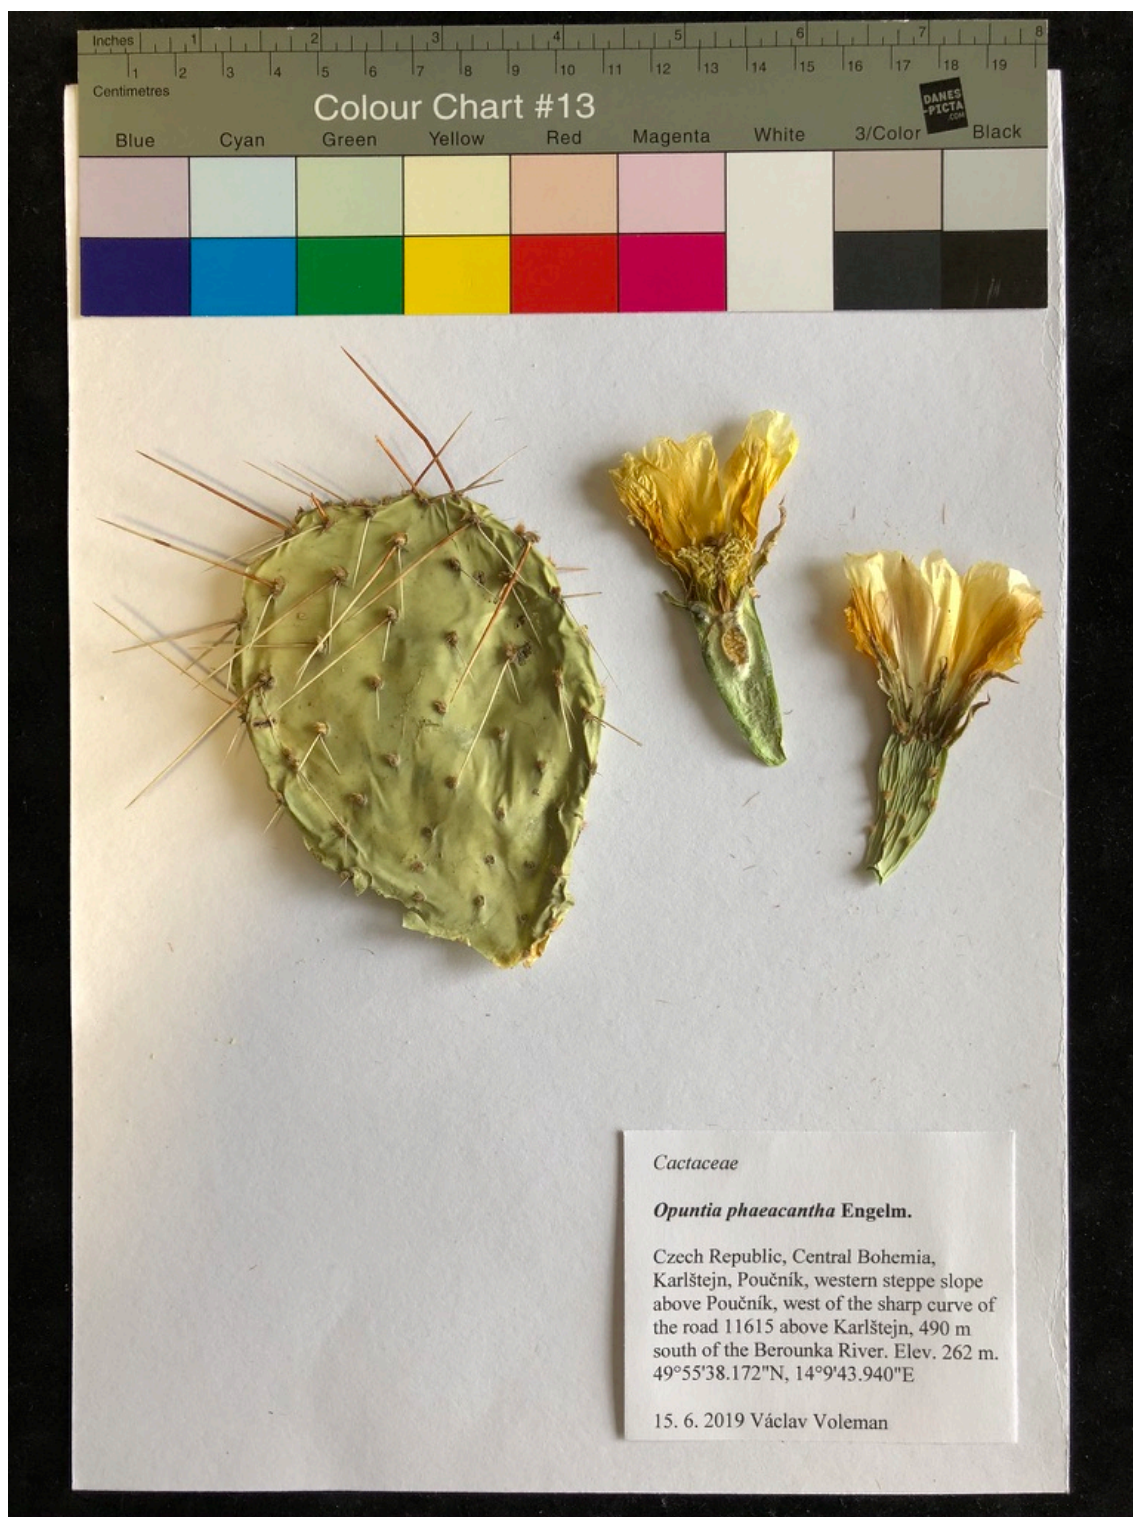 Inches 1 2 3 4 5 6 7 8
1 2 3 4 5 6 7 8 9 10 11 12 13 14 15 16 17 18 19
Centimetres
Colour Chart #13
DANES
-PICTA
.COM
Blue Cyan Green Yellow Red Magenta White 3/Color Black
Cactaceae
Opuntia phaeacantha Engelm.
Czech Republic, Central Bohemia,
Karlštejn, Poučník, western steppe slope
above Poučník, west of the sharp curve of
the road 11615 above Karlštejn, 490 m
south of the Berounka River. Elev. 262 m.
49°55'38.172"N, 14°9'43.940"E
15. 6. 2019 Václav Voleman